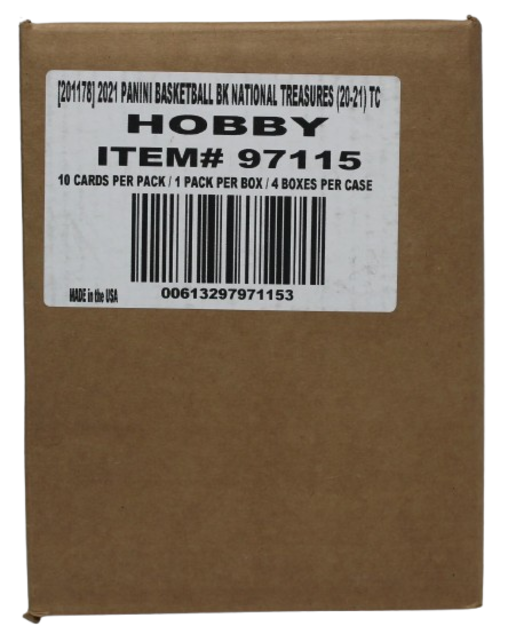 [201178] 2021 PANINI BASKETBALL BK NATIONAL TREASURES (20-21) TC
HOBBY
ITEM# 97115
10 CARDS PER PACK / 1 PACK PER BOX / 4 BOXES PER CASE
MADE in the USA
00613297971153